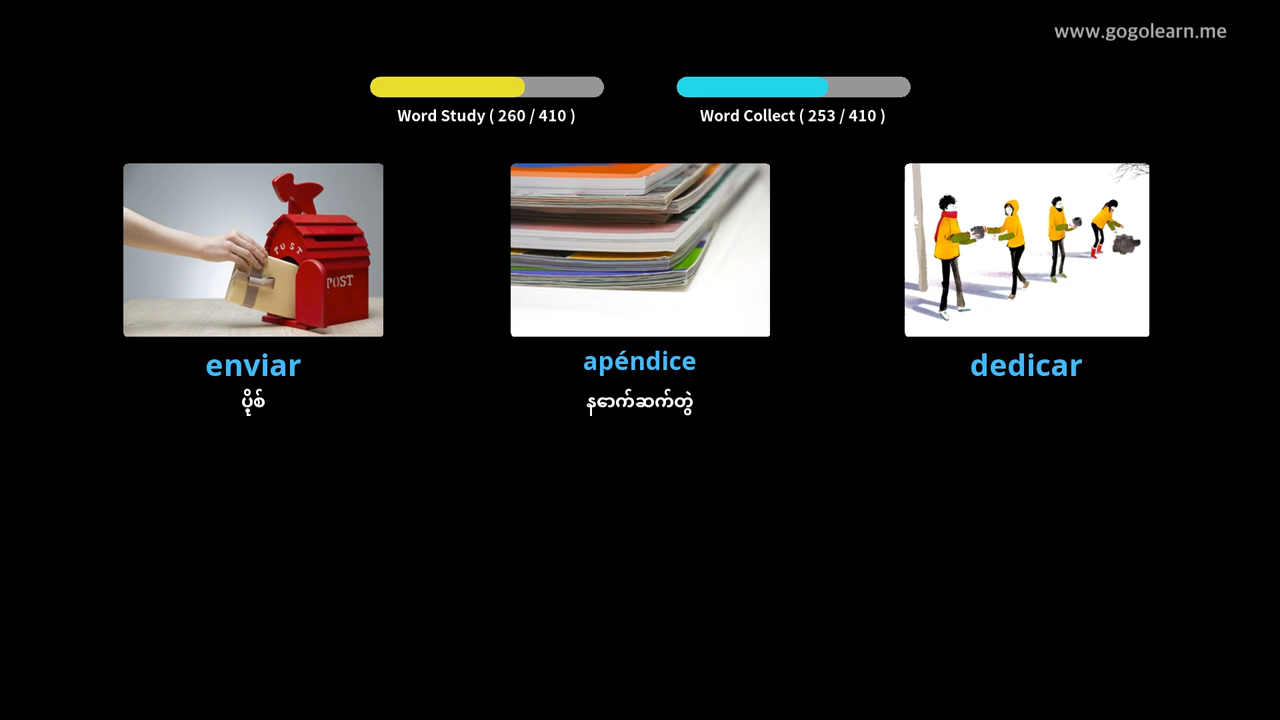 www.gogolearn.me
Word Study ( 260 / 410 )
Word Collect ( 253 / 410 )
POST
POST
enviar
ပို့စ်
apéndice
နောက်ဆက်တွဲ
dedicar